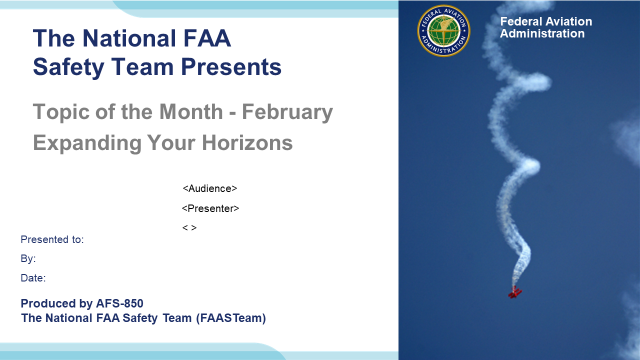 The National FAA
Safety Team Presents
Topic of the Month - February
Expanding Your Horizons
<Audience>
<Presenter>
< >
Presented to:
By:
Date:
Produced by AFS-850
The National FAA Safety Team (FAASTeam)
FEDERAL AVIATION
ADMINISTRATION
Federal Aviation
Administration